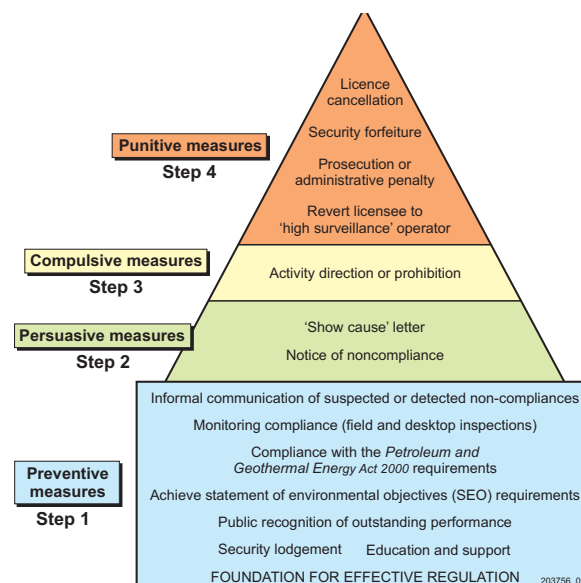 Licence
cancellation
Security forfeiture
Punitive measures
Step 4
Prosecution or
administrative penalty
Revert licensee to
‘high surveillance’ operator
Compulsive measures
Step 3
Activity direction or prohibition
Persuasive measures
Step 2
‘Show cause’ letter
Notice of noncompliance
Informal communication of suspected or detected non-compliances
Monitoring compliance (field and desktop inspections)
Compliance with the Petroleum and
Geothermal Energy Act 2000 requirements
Preventive
measures
Step 1
Achieve statement of environmental objectives (SEO) requirements
Public recognition of outstanding performance
Security lodgement Education and support
FOUNDATION FOR EFFECTIVE REGULATION